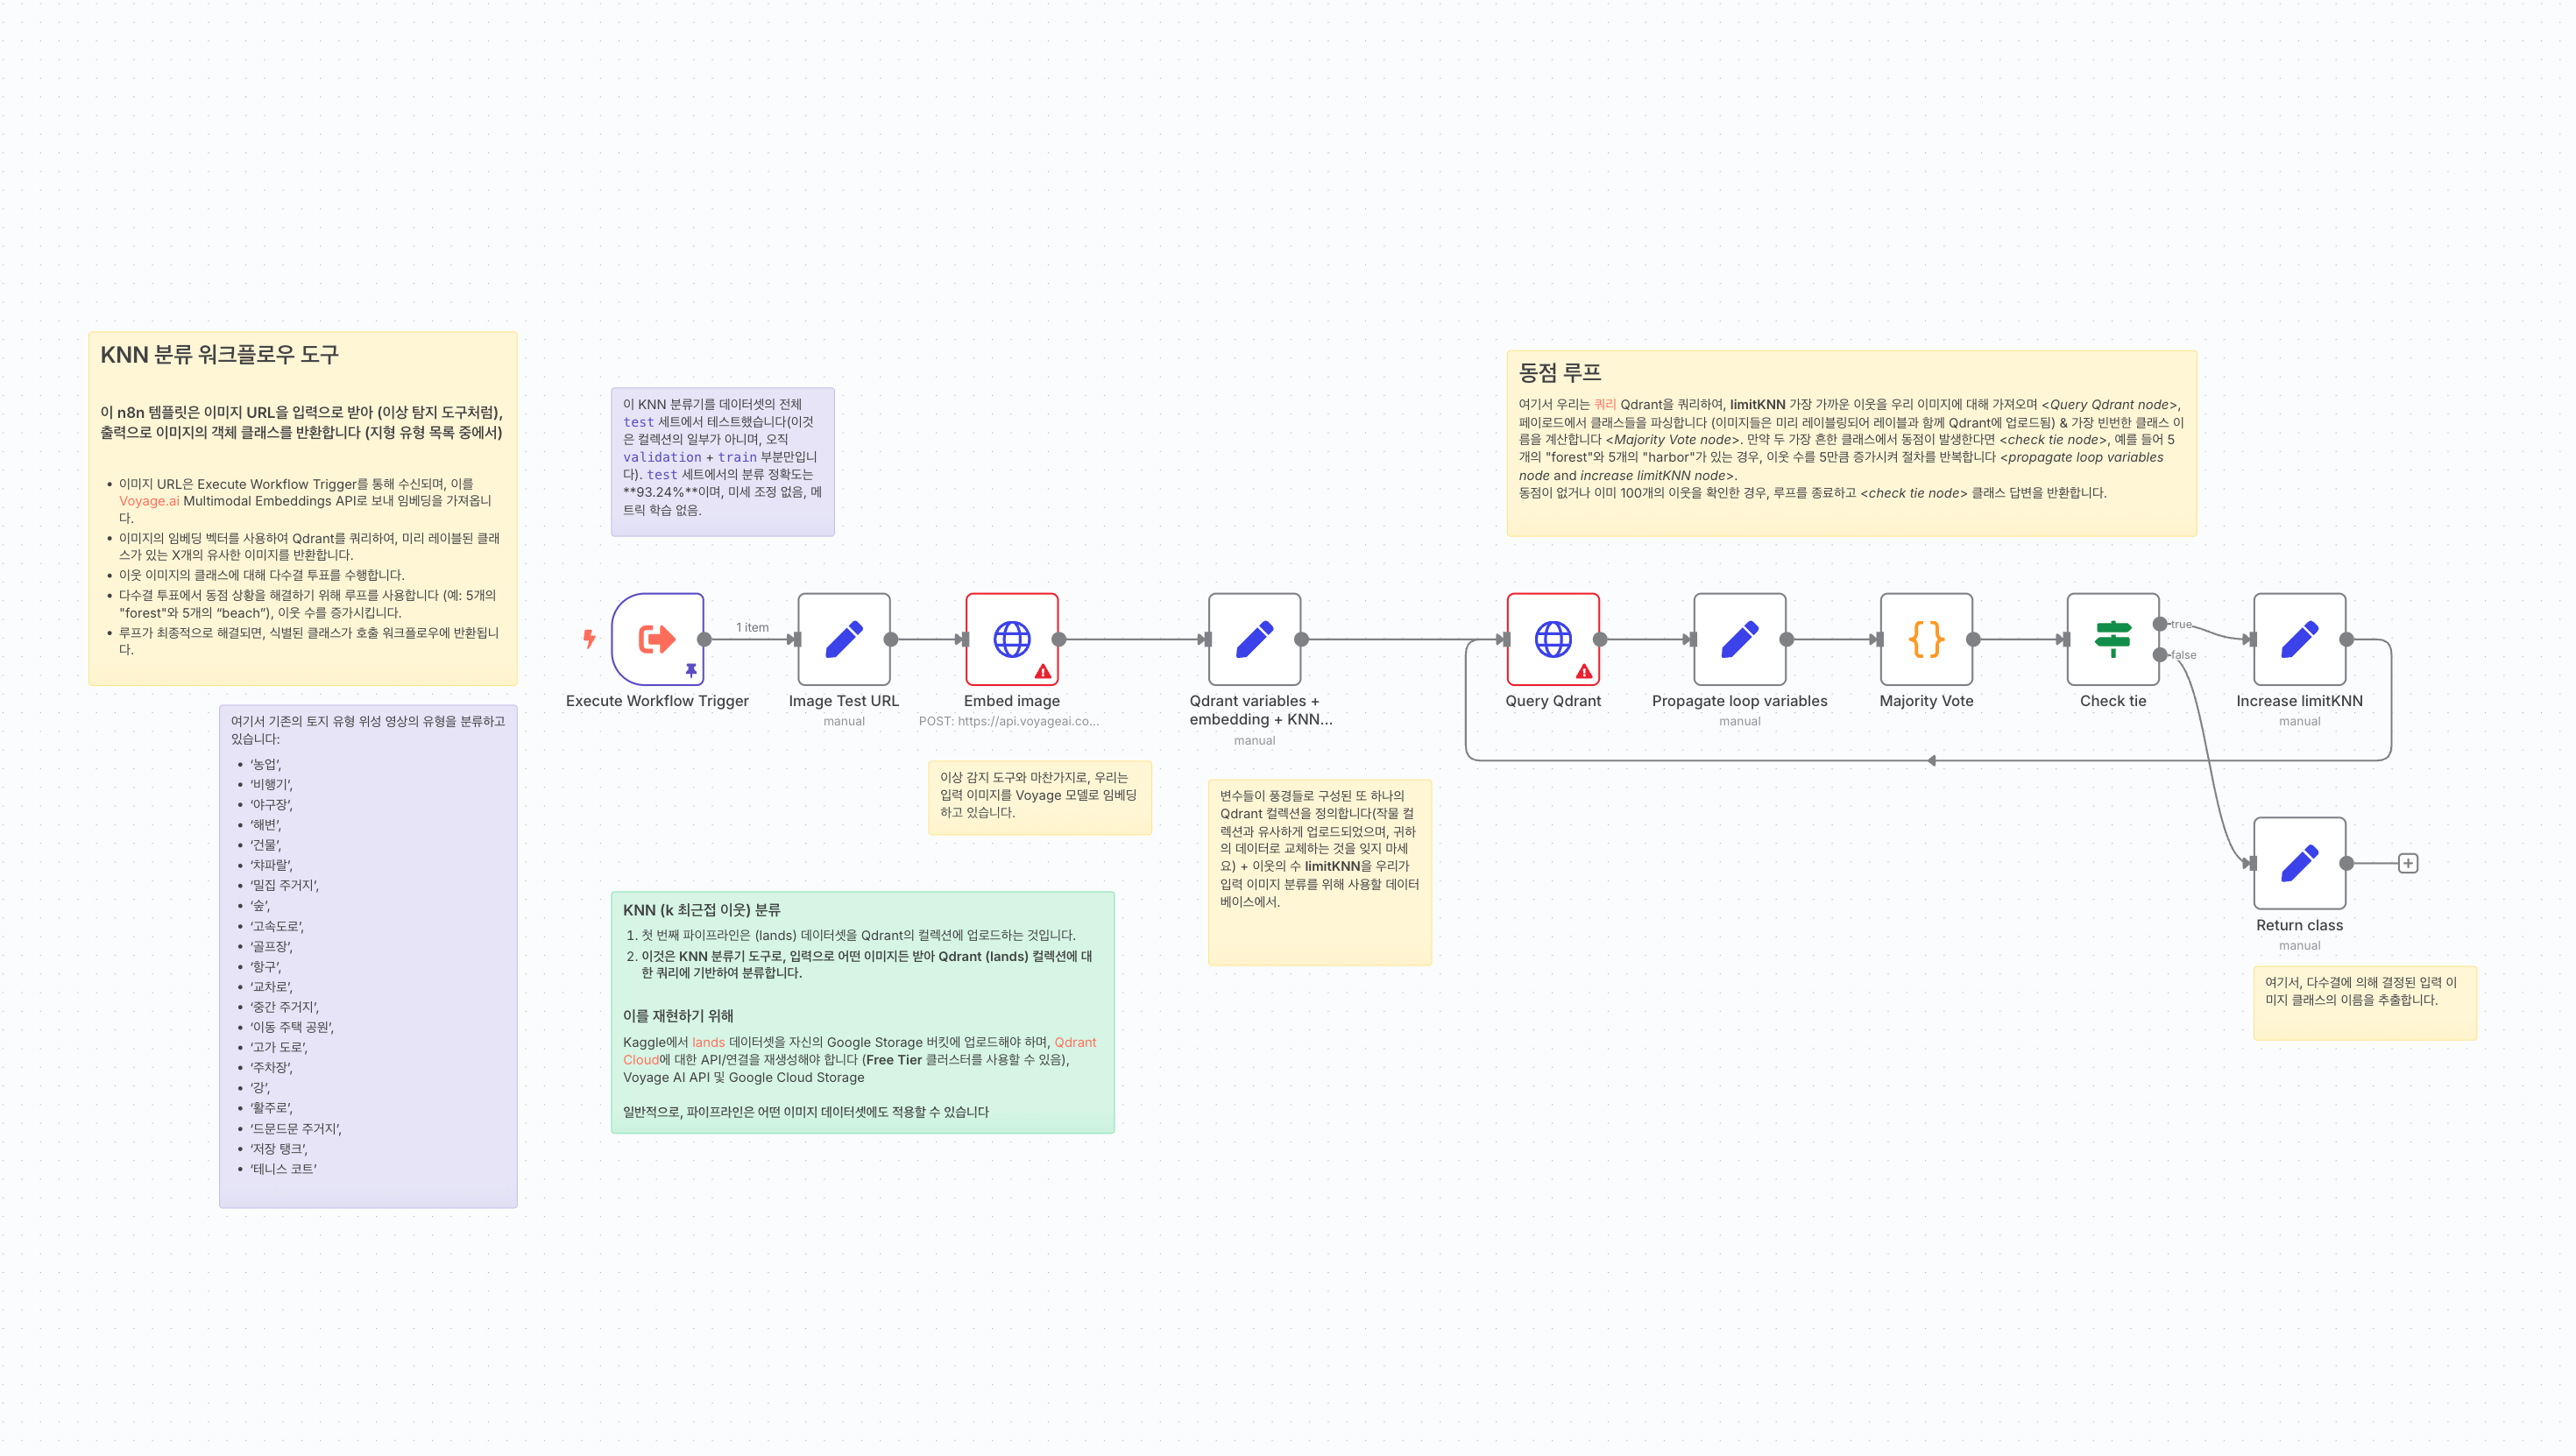 KNN 분류 워크플로우 도구
이 n8n 템플릿은 이미지 URL을 입력으로 받아 (이상 탐지 도구처럼),
출력으로 이미지의 객체 클래스를 반환합니다 (지형 유형 목록 중에서)
• 이미지 URL은 Execute Workflow Trigger를 통해 수신되며, 이를
Voyage.ai Multimodal Embeddings API로 보내 임베딩을 가져옵니
다.
• 이미지의 임베딩 벡터를 사용하여 Qdrant를 쿼리하여, 미리 레이블된 클래
스가 있는 X개의 유사한 이미지를 반환합니다.
• 이웃 이미지의 클래스에 대해 다수결 투표를 수행합니다.
• 다수결 투표에서 동점 상황을 해결하기 위해 루프를 사용합니다 (예: 5개의
"forest"와 5개의 “beach”), 이웃 수를 증가시킵니다.
• 루프가 최종적으로 해결되면, 식별된 클래스가 호출 워크플로우에 반환됩니
다.
여기서 기존의 토지 유형 위성 영상의 유형을 분류하고
있습니다:
• ‘농업’,
• ‘비행기’,
• ‘야구장’,
• ‘해변’,
• ‘건물’,
• ‘챠파랄’,
• ‘밀집 주거지’,
• ‘숲’,
• ‘고속도로’,
• ‘골프장’,
• ‘항구’,
• ‘교차로’,
• ‘중간 주거지’,
• ‘이동 주택 공원’,
• ‘고가 도로’,
• ‘주차장’,
• ‘강’,
• ‘활주로’,
• ‘드문드문 주거지’,
• ‘저장 탱크’,
• ‘테니스 코트’
이 KNN 분류기를 데이터셋의 전체
test 세트에서 테스트했습니다(이것
은 컬렉션의 일부가 아니며, 오직
validation + train 부분만입니
다). test 세트에서의 분류 정확도는
**93.24%**이며, 미세 조정 없음, 메
트릭 학습 없음.
동점 루프
여기서 우리는 쿼리 Qdrant을 쿼리하여, limitKNN 가장 가까운 이웃을 우리 이미지에 대해 가져오며 <Query Qdrant node>,
페이로드에서 클래스들을 파싱합니다 (이미지들은 미리 레이블링되어 레이블과 함께 Qdrant에 업로드됨) & 가장 빈번한 클래스 이
름을 계산합니다 <Majority Vote node>. 만약 두 가장 흔한 클래스에서 동점이 발생한다면 <check tie node>, 예를 들어 5
개의 "forest"와 5개의 "harbor"가 있는 경우, 이웃 수를 5만큼 증가시켜 절차를 반복합니다 <propagate loop variables
node and increase limitKNN node>.
동점이 없거나 이미 100개의 이웃을 확인한 경우, 루프를 종료하고 <check tie node> 클래스 답변을 반환합니다.
1 item
true
false
Execute Workflow Trigger
Image Test URL
manual
Embed image
POST: https://api.voyageai.co...
Qdrant variables +
embedding + KNN...
manual
Query Qdrant
Propagate loop variables
manual
Majority Vote
Check tie
Increase limitKNN
manual
이상 감지 도구와 마찬가지로, 우리는
입력 이미지를 Voyage 모델로 임베딩
하고 있습니다.
변수들이 풍경들로 구성된 또 하나의
Qdrant 컬렉션을 정의합니다(작물 컬
렉션과 유사하게 업로드되었으며, 귀하
의 데이터로 교체하는 것을 잊지 마세
요) + 이웃의 수 limitKNN을 우리가
입력 이미지 분류를 위해 사용할 데이터
베이스에서.
KNN (k 최근접 이웃) 분류
1. 첫 번째 파이프라인은 (lands) 데이터셋을 Qdrant의 컬렉션에 업로드하는 것입니다.
2. 이것은 KNN 분류기 도구로, 입력으로 어떤 이미지든 받아 Qdrant (lands) 컬렉션에 대
한 쿼리에 기반하여 분류합니다.
이를 재현하기 위해
Kaggle에서 lands 데이터셋을 자신의 Google Storage 버킷에 업로드해야 하며, Qdrant
Cloud에 대한 API/연결을 재생성해야 합니다 (Free Tier 클러스터를 사용할 수 있음),
Voyage AI API 및 Google Cloud Storage
일반적으로, 파이프라인은 어떤 이미지 데이터셋에도 적용할 수 있습니다
Return class
manual
여기서, 다수결에 의해 결정된 입력 이
미지 클래스의 이름을 추출합니다.